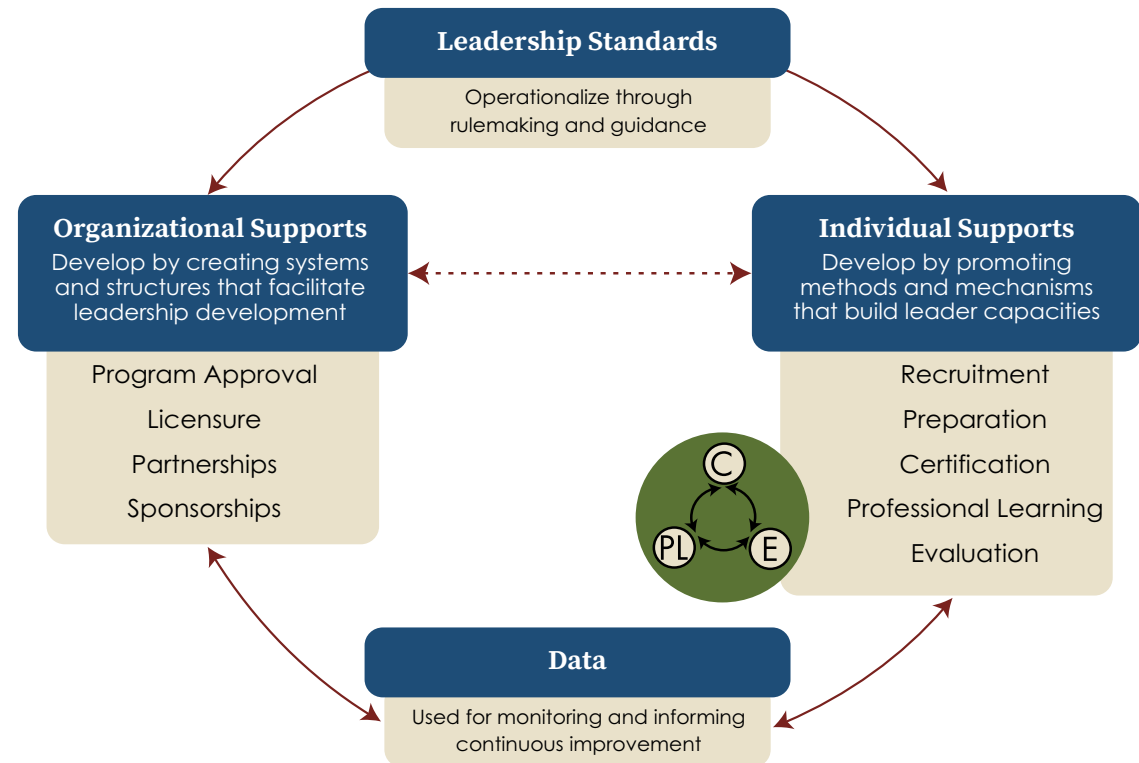 Leadership Standards
Operationalize through
rulemaking and guidance
Organizational Supports
Develop by creating systems
and structures that facilitate
leadership development
Program Approval
Licensure
Partnerships
Sponsorships
Individual Supports
Develop by promoting
methods and mechanisms
that build leader capacities
Recruitment
Preparation
Certification
Professional Learning
Evaluation
C
PL
E
Data
Used for monitoring and informing
continuous improvement